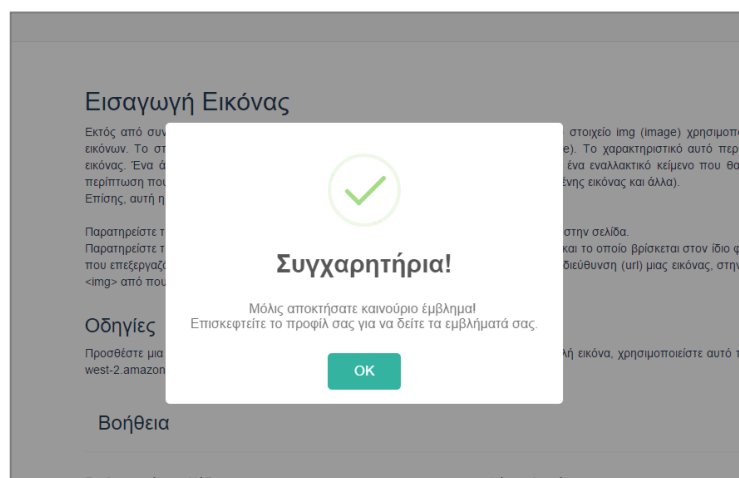 Εισαγωγή Εικόνας
Εκτός από συν στοιχείο img (image) χρησιμοπ
εικόνων. Το στ e). Το χαρακτηριστικό αυτό περ
εικόνας. Ένα ά ένα εναλλακτικό κείμενο που θα
περίπτωση που ένης εικόνας και άλλα).
Επίσης, αυτή η
Παρατηρείστε τ στην σελίδα.
Παρατηρείστε τ και το οποίο βρίσκεται στον ίδιο φ
που επεξεργαζ διεύθυνση (url) μιας εικόνας, στην
<img> από που
Συγχαρητήρια!
Μόλις αποκτήσατε καινούριο έμβλημα!
Επισκεφτείτε το προφίλ σας για να δείτε τα εμβλήματά σας.
OK
Οδηγίες
Προσθέστε μια λή εικόνα, χρησιμοποιείστε αυτό τ
west-2.amazon
Βοήθεια